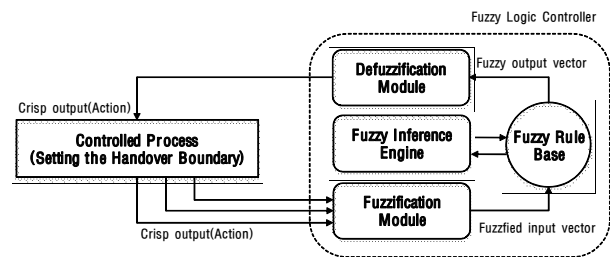 Fuzzy Logic Controller
Defuzzification
Module
Fuzzy output vector
Crisp output(Action)
Controlled Process
(Setting the Handover Boundary)
Fuzzy Inference
Engine
Fuzzy Rule
Base
Fuzzification
Module
Crisp output(Action)
Fuzzfied input vector